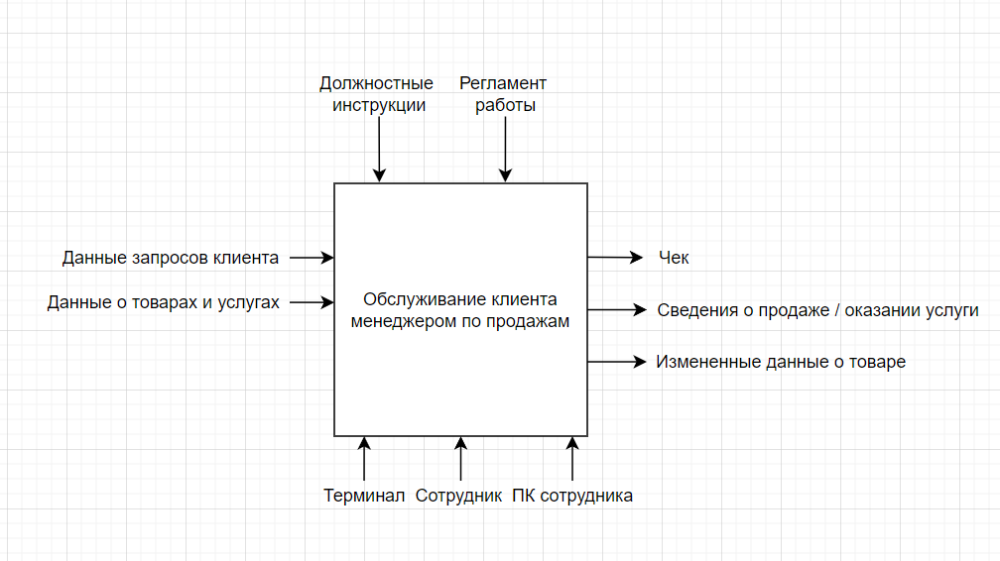 Должностные
инструкции
Регламент
работы
Данные запросов клиента
Данные о товарах и услугах
Обслуживание клиента
менеджером по продажам
Чек
Сведения о продаже / оказании услуги
Измененные данные о товаре
Терминал
Сотрудник
ПК сотрудника